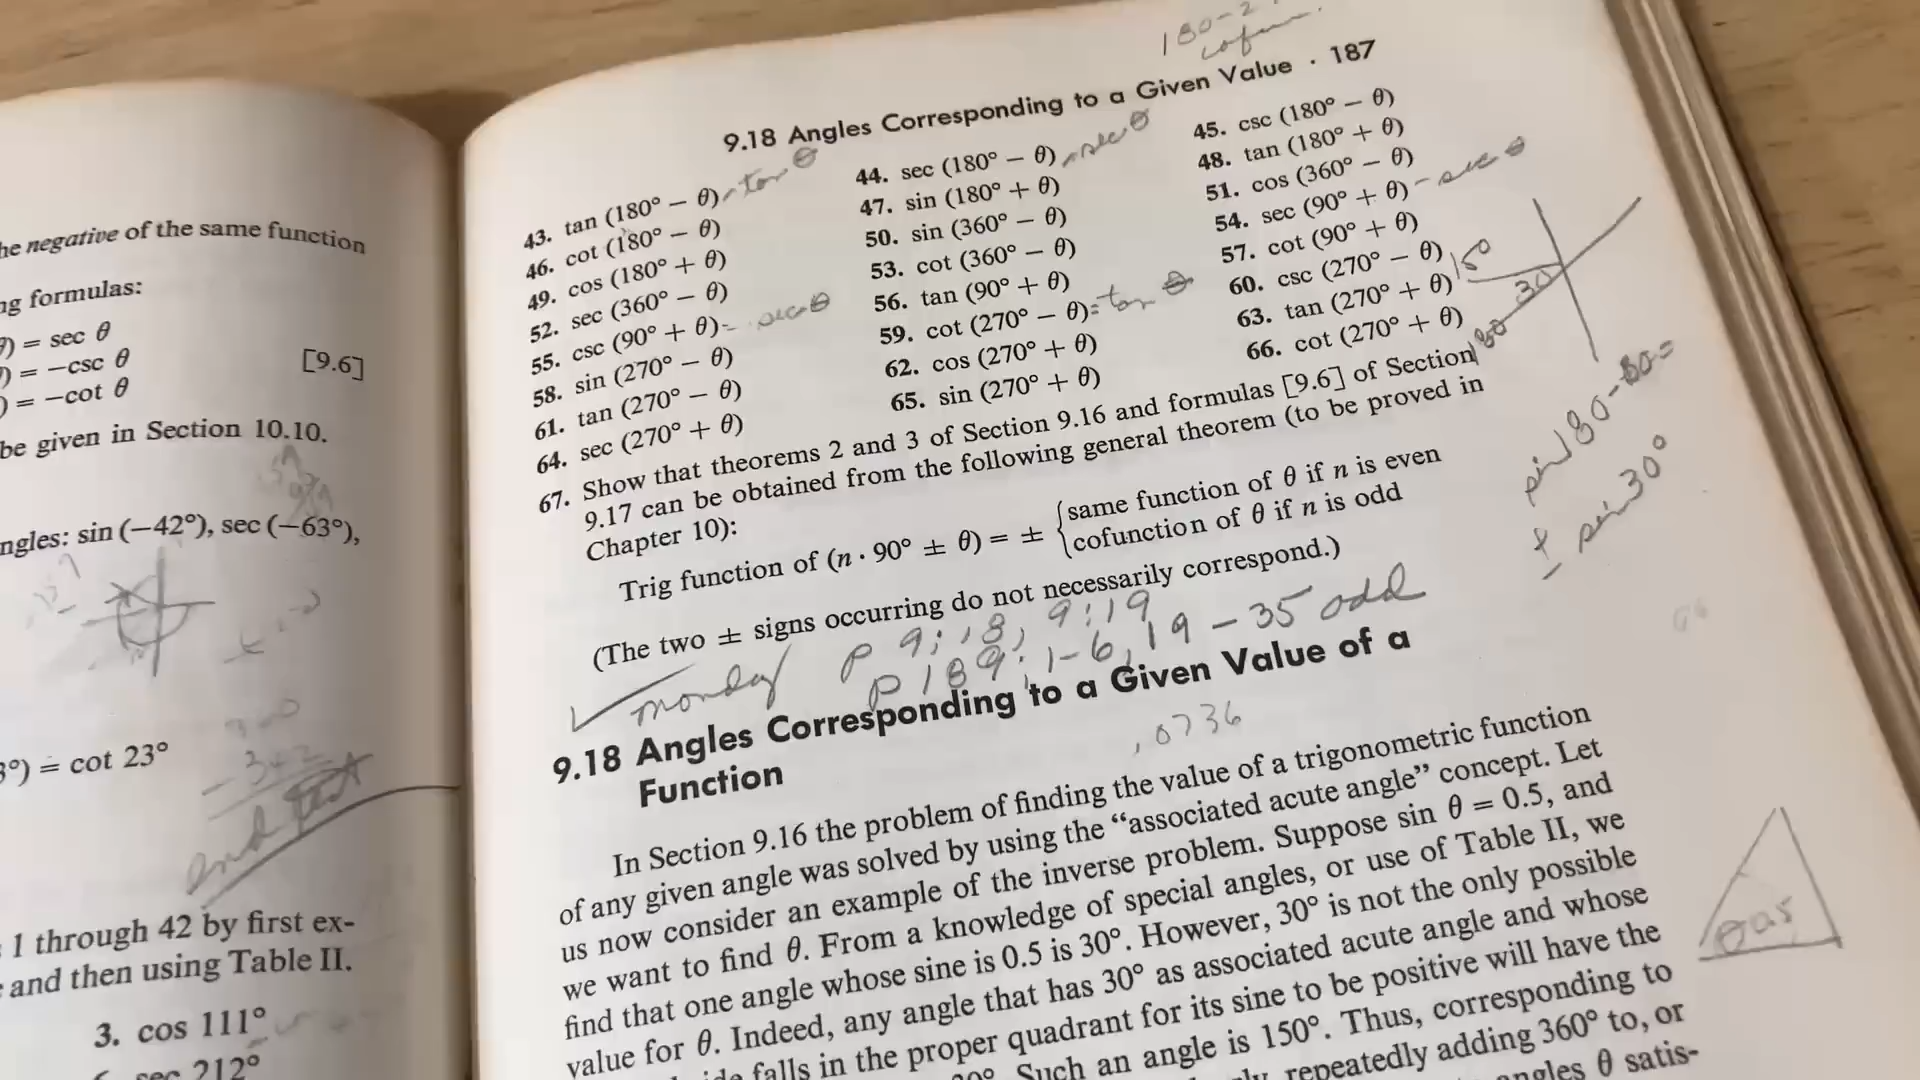 he negative of the same function
ng formulas:
θ) = sec θ
) = −csc θ
[9.6]
) = −cot θ
be given in Section 10.10.
ngles: sin (−42°), sec (−63°),
3°) = cot 23°
end test
1 through 42 by first ex-
and then using Table II.
3. cos 111°
sec 212°
180-2
cofun.
9.18 Angles Corresponding to a Given Value · 187
43. tan (180° − θ) - tan θ
44. sec (180° − θ) - sec θ
45. csc (180° − θ)
46. cot (180° − θ)
47. sin (180° + θ)
48. tan (180° + θ)
49. cos (180° + θ)
50. sin (360° − θ)
51. cos (360° − θ)
52. sec (360° − θ)
53. cot (360° − θ)
54. sec (90° + θ) - sec θ
55. csc (90° + θ) = sec θ
56. tan (90° + θ)
57. cot (90° + θ)
58. sin (270° − θ)
59. cot (270° − θ) = tan θ
60. csc (270° − θ)
61. tan (270° − θ)
62. cos (270° + θ)
63. tan (270° + θ)
64. sec (270° + θ)
65. sin (270° + θ)
66. cot (270° + θ)
150
30
180
67. Show that theorems 2 and 3 of Section 9.16 and formulas [9.6] of Section
9.17 can be obtained from the following general theorem (to be proved in
Chapter 10):
Trig function of (n · 90° ± θ) = ± {same function of θ if n is even
cofunction of θ if n is odd
(The two ± signs occurring do not necessarily correspond.)
sin 180-30=
± sin 30°
Monday p 9:18, 9:19
p 189: 1-6, 19-35 odd
9.18 Angles Corresponding to a Given Value of a
Function
,0736
In Section 9.16 the problem of finding the value of a trigonometric function
of any given angle was solved by using the “associated acute angle” concept. Let
us now consider an example of the inverse problem. Suppose sin θ = 0.5, and
we want to find θ. From a knowledge of special angles, or use of Table II, we
find that one angle whose sine is 0.5 is 30°. However, 30° is not the only possible
value for θ. Indeed, any angle that has 30° as associated acute angle and whose
falls in the proper quadrant for its sine to be positive will have the
Such an angle is 150°. Thus, corresponding to
repeatedly adding 360° to, or
angles θ satis-